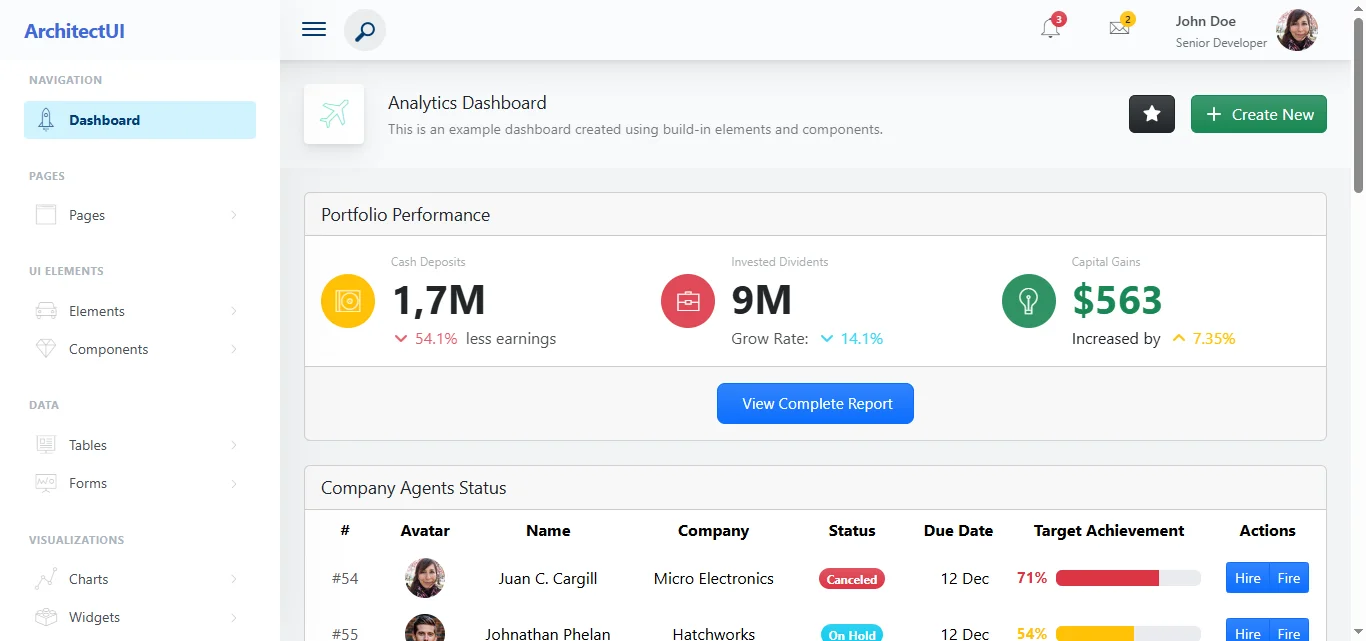 ArchitectUI
3
2
John Doe
Senior Developer
NAVIGATION
Dashboard
PAGES
Pages
UI ELEMENTS
Elements
Components
DATA
Tables
Forms
VISUALIZATIONS
Charts
Widgets
Analytics Dashboard
This is an example dashboard created using build-in elements and components.
Create New
Portfolio Performance
Cash Deposits
1,7M
54.1% less earnings
Invested Dividents
9M
Grow Rate: 14.1%
Capital Gains
$563
Increased by 7.35%
View Complete Report
Company Agents Status
# Avatar Name Company Status Due Date Target Achievement Actions
#54 Juan C. Cargill Micro Electronics Canceled 12 Dec 71% Hire Fire
#55 Johnathan Phelan Hatchworks On Hold 12 Dec 54% Hire Fire